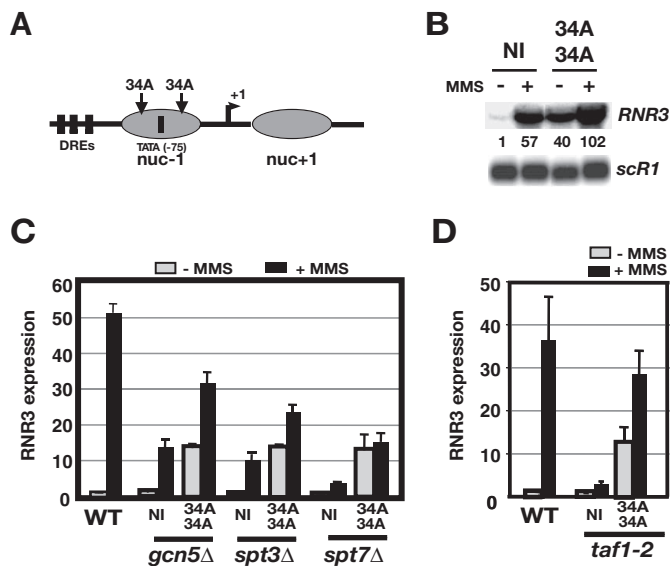 A
34A 34A
+1
DREs
TATA (-75)
nuc-1
nuc+1
B
34A
NI 34A
MMS - + - +
RNR3
1 57 40 102
scR1
C
- MMS + MMS
RNR3 expression
60
50
40
30
20
10
0
WT
NI 34A 34A
NI 34A 34A
NI 34A 34A
gcn5Δ spt3Δ spt7Δ
D
- MMS
+ MMS
RNR3 expression
50
40
30
20
10
0
WT
NI 34A 34A
taf1-2